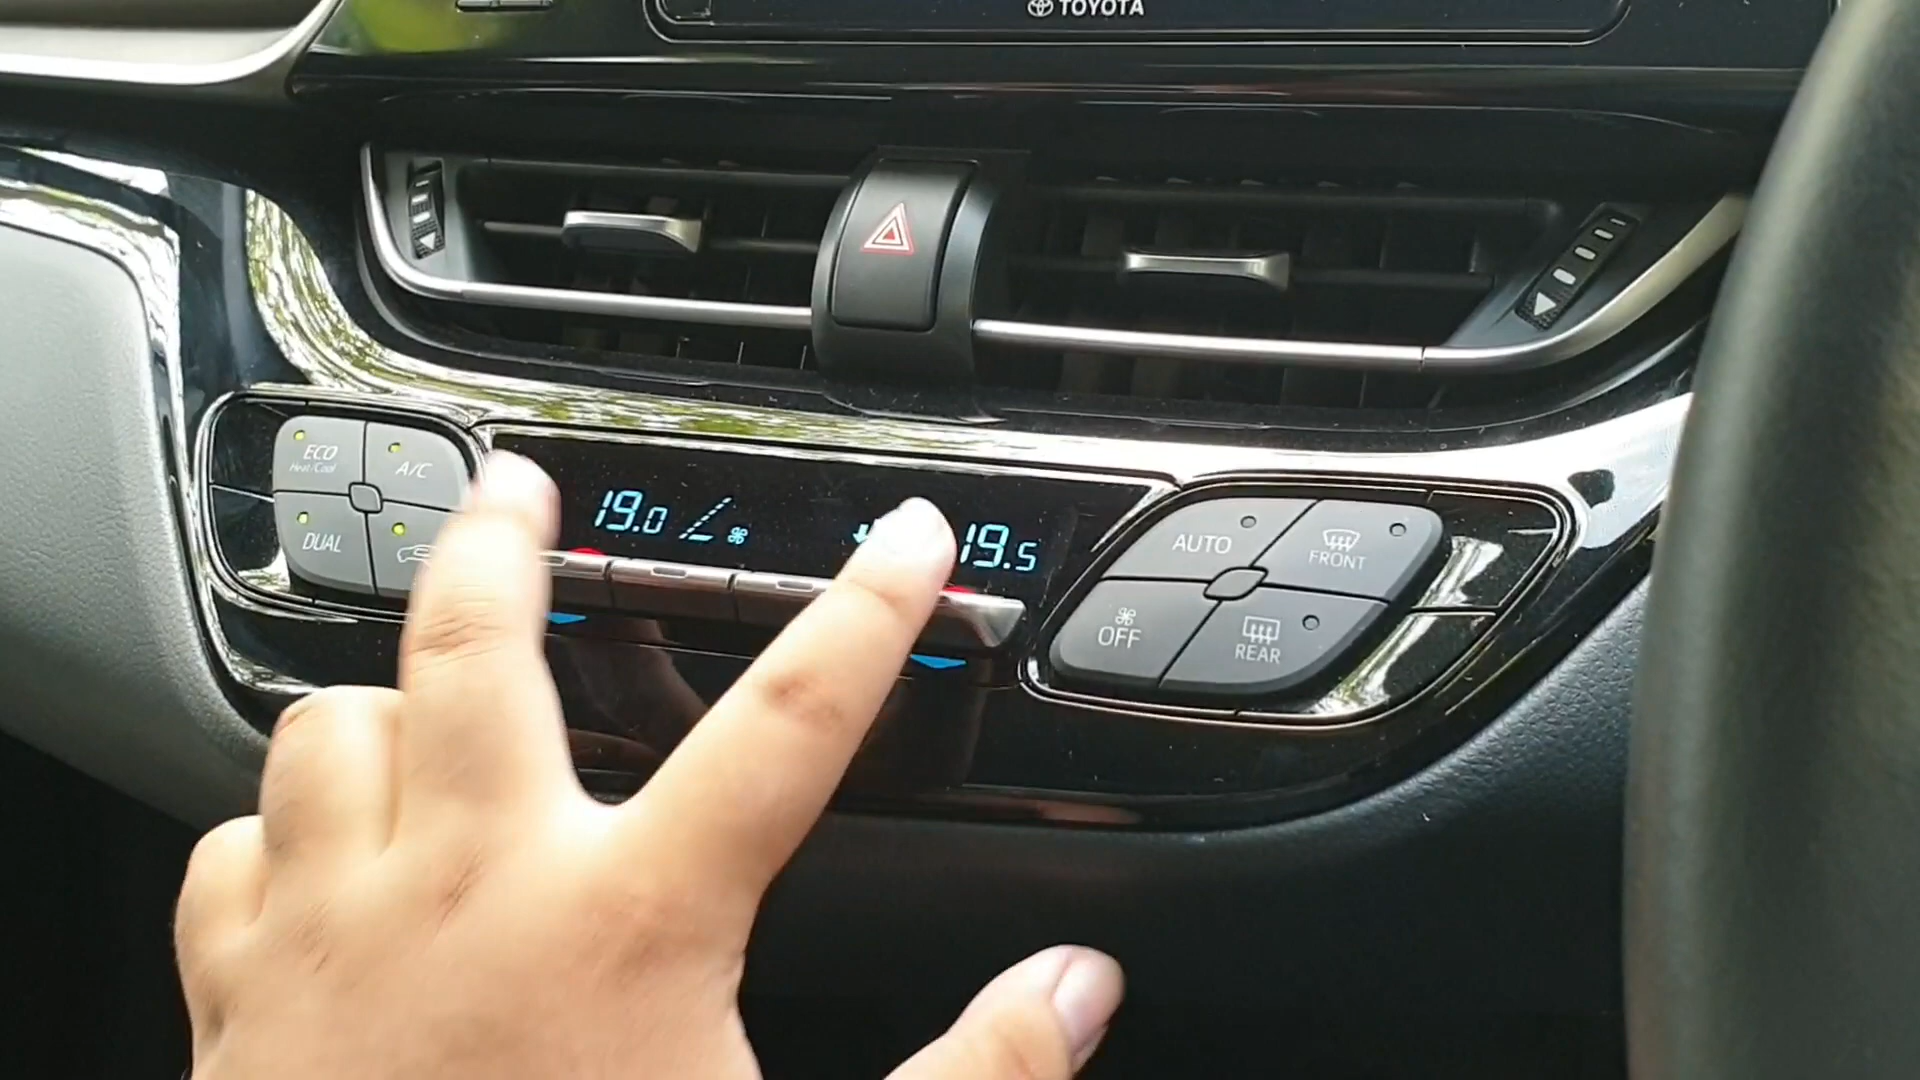 TOYOTA
ECO
Heat/Cool
A/C
DUAL
19.0
19.5
AUTO
FRONT
OFF
REAR